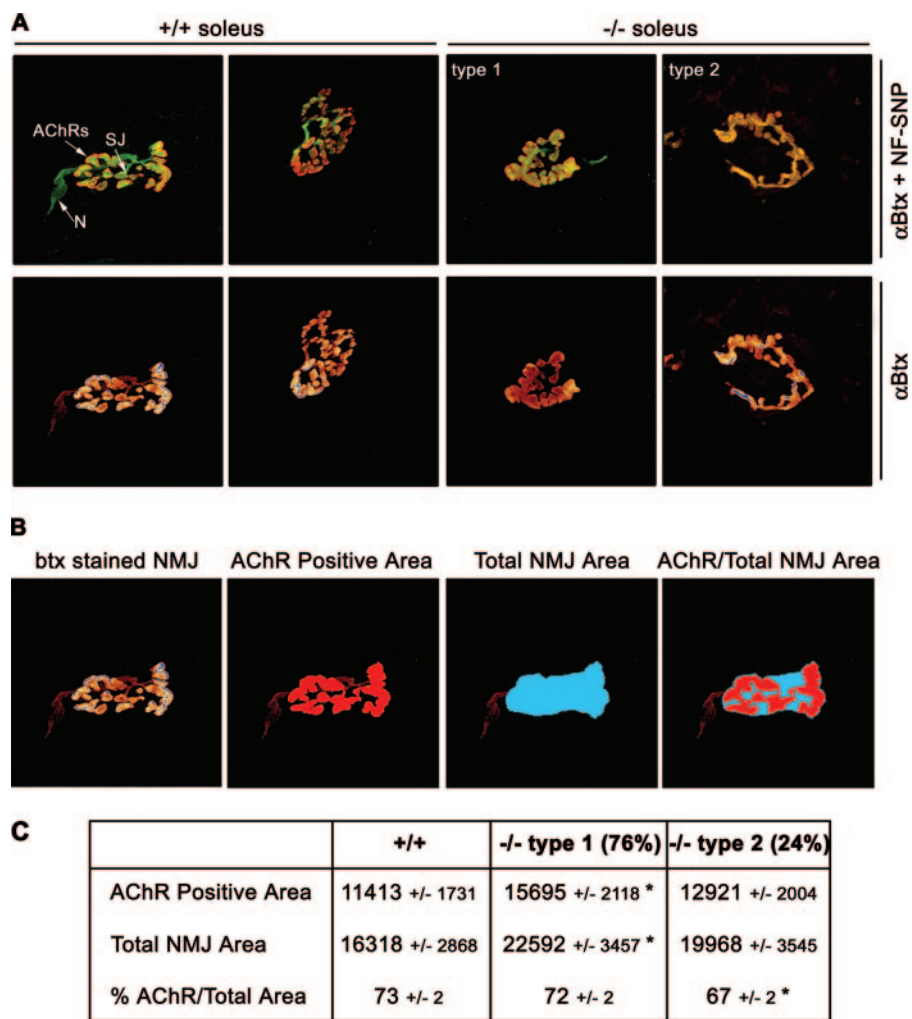 A
+/+ soleus
-/- soleus
type 1
type 2
AChRs
SJ
N
αBtx + NF-SNP
αBtx
B
btx stained NMJ
AChR Positive Area
Total NMJ Area
AChR/Total NMJ Area
C
+/+ -/- type 1 (76%) -/- type 2 (24%)
AChR Positive Area 11413 +/- 1731 15695 +/- 2118 * 12921 +/- 2004
Total NMJ Area 16318 +/- 2868 22592 +/- 3457 * 19968 +/- 3545
% AChR/Total Area 73 +/- 2 72 +/- 2 67 +/- 2 *